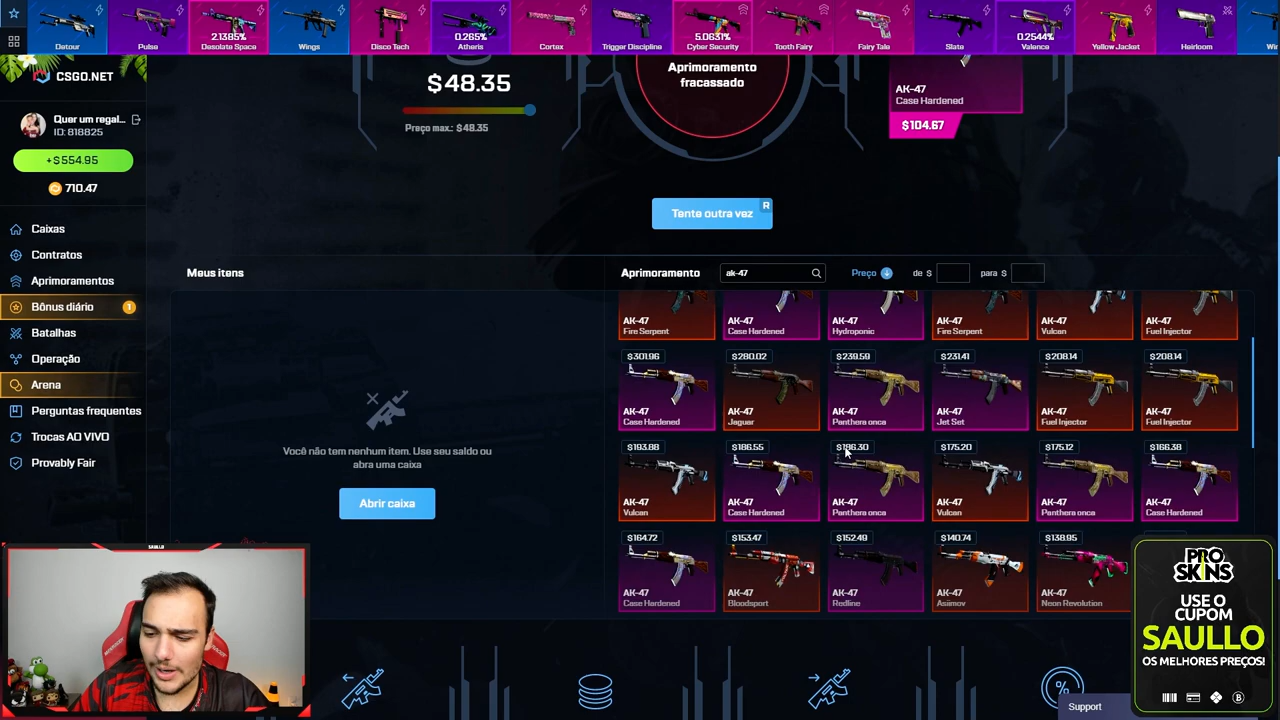 2.1385%
0.265%
5.0631%
0.2544%
Detour
Pulse
Desolate Space
Wings
Disco Tech
Atheris
Cortex
Trigger Discipline
Cyber Security
Tooth Fairy
Fairy Tale
Slate
Valence
Yellow Jacket
Heirloom
CSGO.NET
Quer um regal...
ID: 818825
+$554.95
710.47
Caixas
Contratos
Aprimoramentos
Bônus diário
1
Batalhas
Operação
Arena
Perguntas frequentes
Trocas AO VIVO
Provably Fair
$48.35
Preço max.: $48.35
Aprimoramento
fracassado
AK-47
Case Hardened
$104.67
Tente outra vez
R
Meus itens
Você não tem nenhum item. Use seu saldo ou
abra uma caixa
Abrir caixa
Aprimoramento
ak-47
Preço
de $
para $
AK-47
Fire Serpent
AK-47
Case Hardened
AK-47
Hydroponic
AK-47
Fire Serpent
AK-47
Vulcan
AK-47
Fuel Injector
$301.96
AK-47
Case Hardened
$280.02
AK-47
Jaguar
$239.59
AK-47
Panthera onca
$231.41
AK-47
Jet Set
$208.14
AK-47
Fuel Injector
$208.14
AK-47
Fuel Injector
$193.88
AK-47
Vulcan
$186.55
AK-47
Case Hardened
AK-47
Panthera onca
$175.20
AK-47
Vulcan
$175.12
AK-47
Panthera onca
$166.38
AK-47
Case Hardened
$164.72
AK-47
Case Hardened
$153.47
AK-47
Bloodsport
$152.49
AK-47
Redline
$140.74
AK-47
Asiimov
$138.95
AK-47
Neon Revolution
SAULLO
PRO
SKINS
USE O
CUPOM
SAULLO
OS MELHORES PREÇOS!
Support